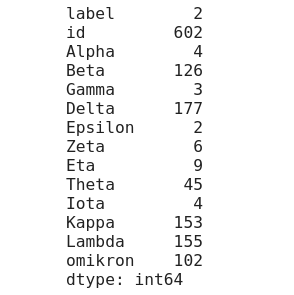 label 2
id 602
Alpha 4
Beta 126
Gamma 3
Delta 177
Epsilon 2
Zeta 6
Eta 9
Theta 45
Iota 4
Kappa 153
Lambda 155
omikron 102
dtype: int64